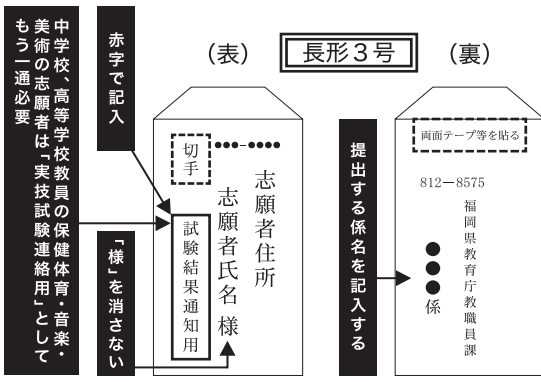 中学校、高等学校教員の保健体育・音楽・
美術の志願者は「実技試験連絡用」として
もう一通必要
赤字で記入
「様」を消さない
（表）
長形３号
（裏）
切手
●●●-●●●●
志願者住所
志願者氏名 様
試験結果通知用
提出する係名を記入する
両面テープ等を貼る
812－8575
福岡県教育庁教職員課
●●●係